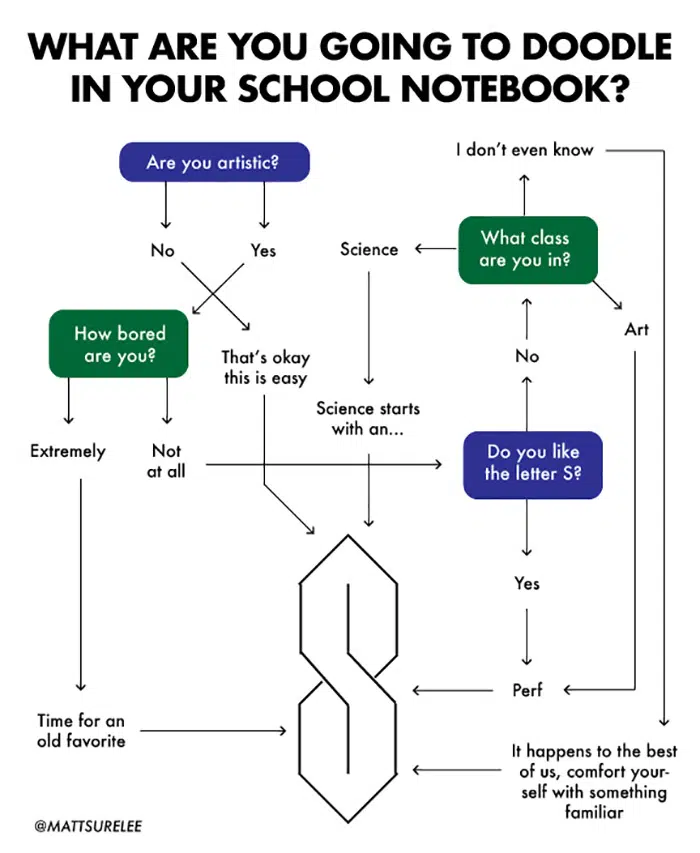 WHAT ARE YOU GOING TO DOODLE
IN YOUR SCHOOL NOTEBOOK?
Are you artistic?
No
Yes
How bored
are you?
That's okay
this is easy
Extremely
Not
at all
Time for an
old favorite
I don't even know
What class
are you in?
Science
Art
No
Science starts
with an...
Do you like
the letter S?
Yes
Perf
It happens to the best
of us, comfort your-
self with something
familiar
@MATTSURELEE